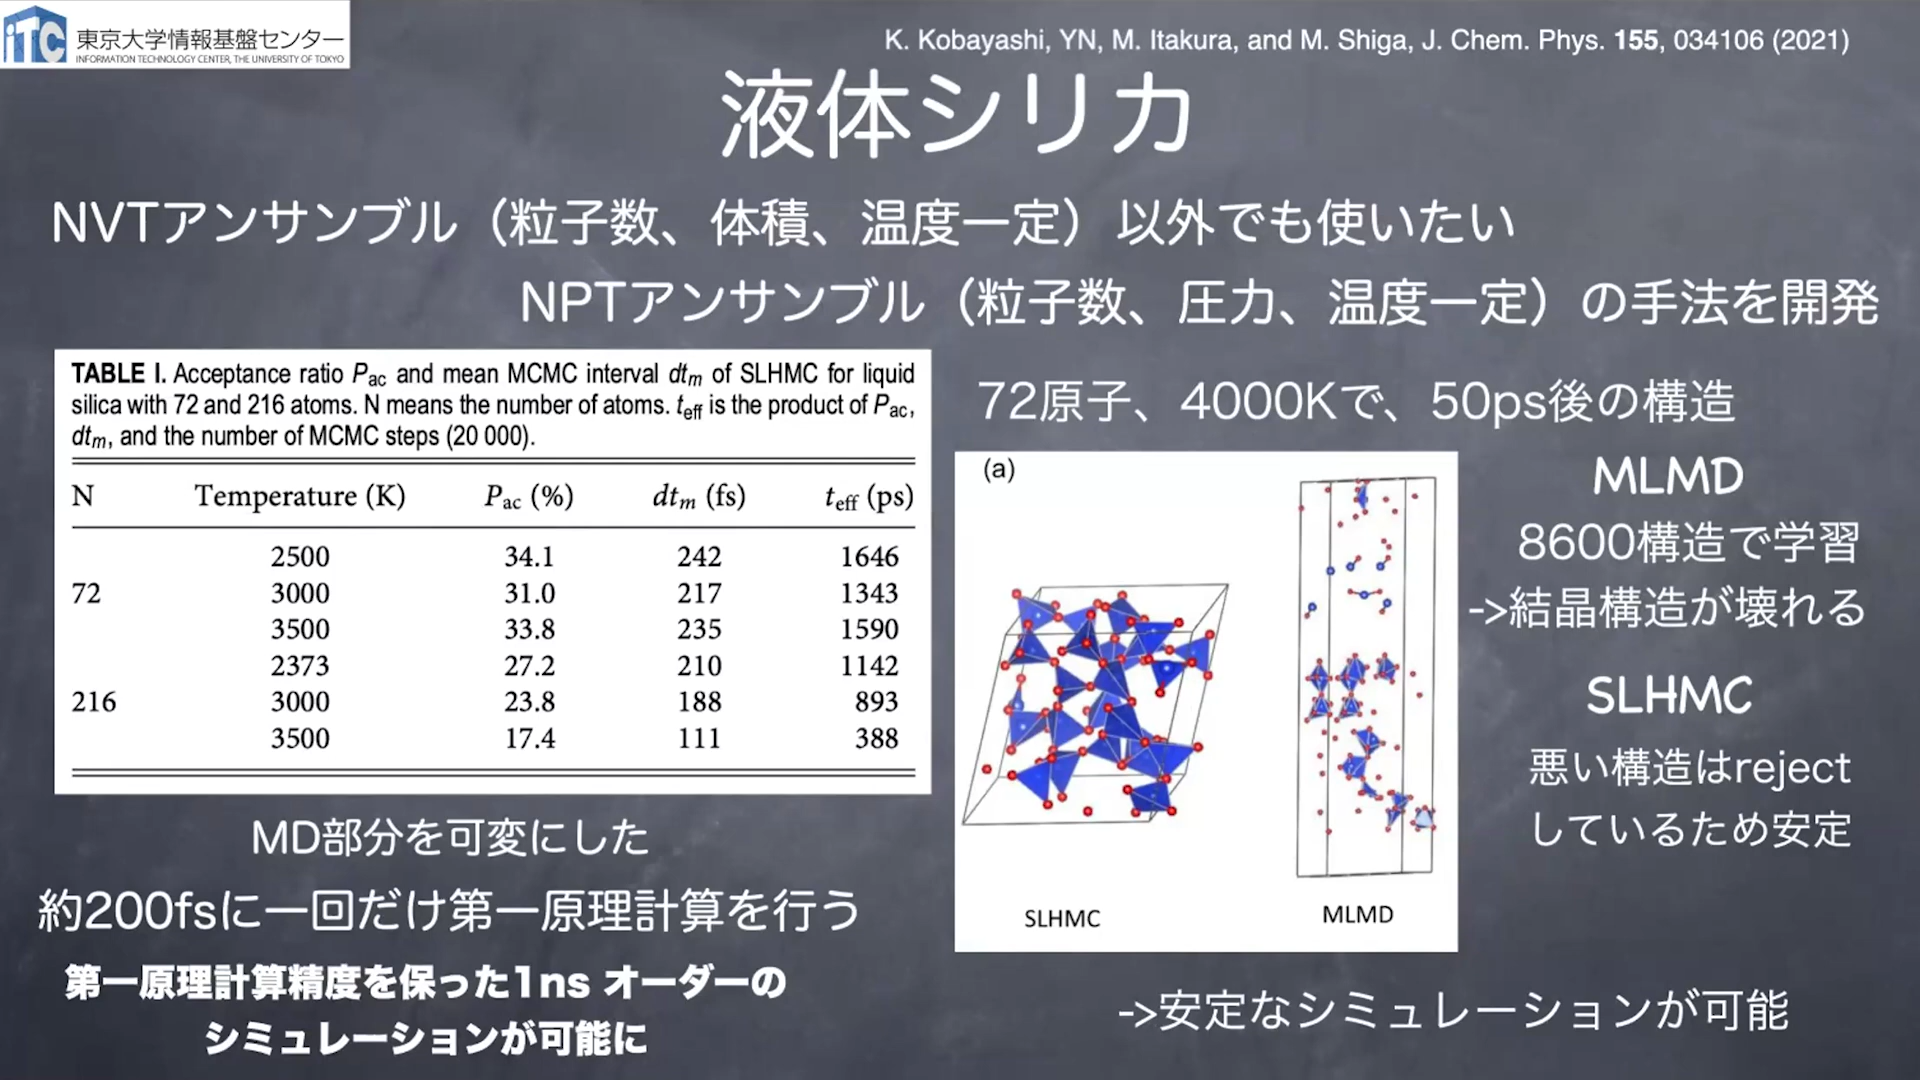 iTC 東京大学情報基盤センター
INFORMATION TECHNOLOGY CENTER, THE UNIVERSITY OF TOKYO
K. Kobayashi, YN, M. Itakura, and M. Shiga, J. Chem. Phys. 155, 034106 (2021)
液体シリカ
NVTアンサンブル（粒子数、体積、温度一定）以外でも使いたい
NPTアンサンブル（粒子数、圧力、温度一定）の手法を開発
TABLE I. Acceptance ratio Pac and mean MCMC interval dtm of SLHMC for liquid
silica with 72 and 216 atoms. N means the number of atoms. teff is the product of Pac,
dtm, and the number of MCMC steps (20 000).
N Temperature (K) Pac (%) dtm (fs) teff (ps)
2500 34.1 242 1646
72 3000 31.0 217 1343
3500 33.8 235 1590
2373 27.2 210 1142
216 3000 23.8 188 893
3500 17.4 111 388
MD部分を可変にした
約200fsに一回だけ第一原理計算を行う
第一原理計算精度を保った1ns オーダーの
シミュレーションが可能に
72原子、4000Kで、50ps後の構造
(a)
SLHMC
MLMD
MLMD
8600構造で学習
->結晶構造が壊れる
SLHMC
悪い構造はreject
しているため安定
->安定なシミュレーションが可能